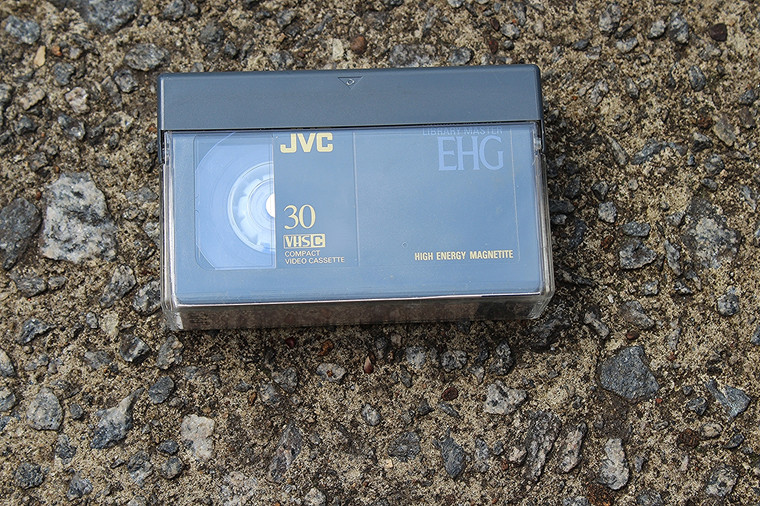 JVC
LIBRARY MASTER
EHG
30
VHS C
COMPACT
VIDEO CASSETTE
HIGH ENERGY MAGNETITE